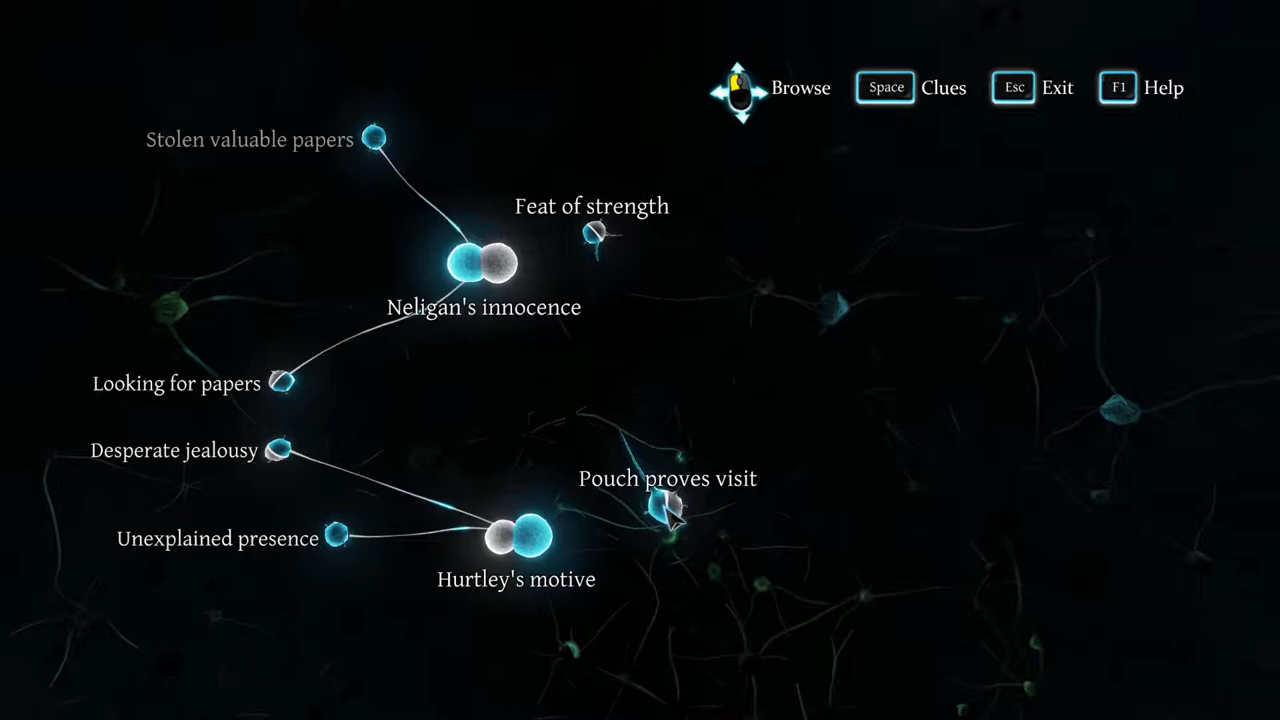 Browse
Space
Clues
Esc
Exit
F1
Help
Stolen valuable papers
Feat of strength
Neligan's innocence
Looking for papers
Desperate jealousy
Pouch proves visit
Unexplained presence
Hurtley's motive